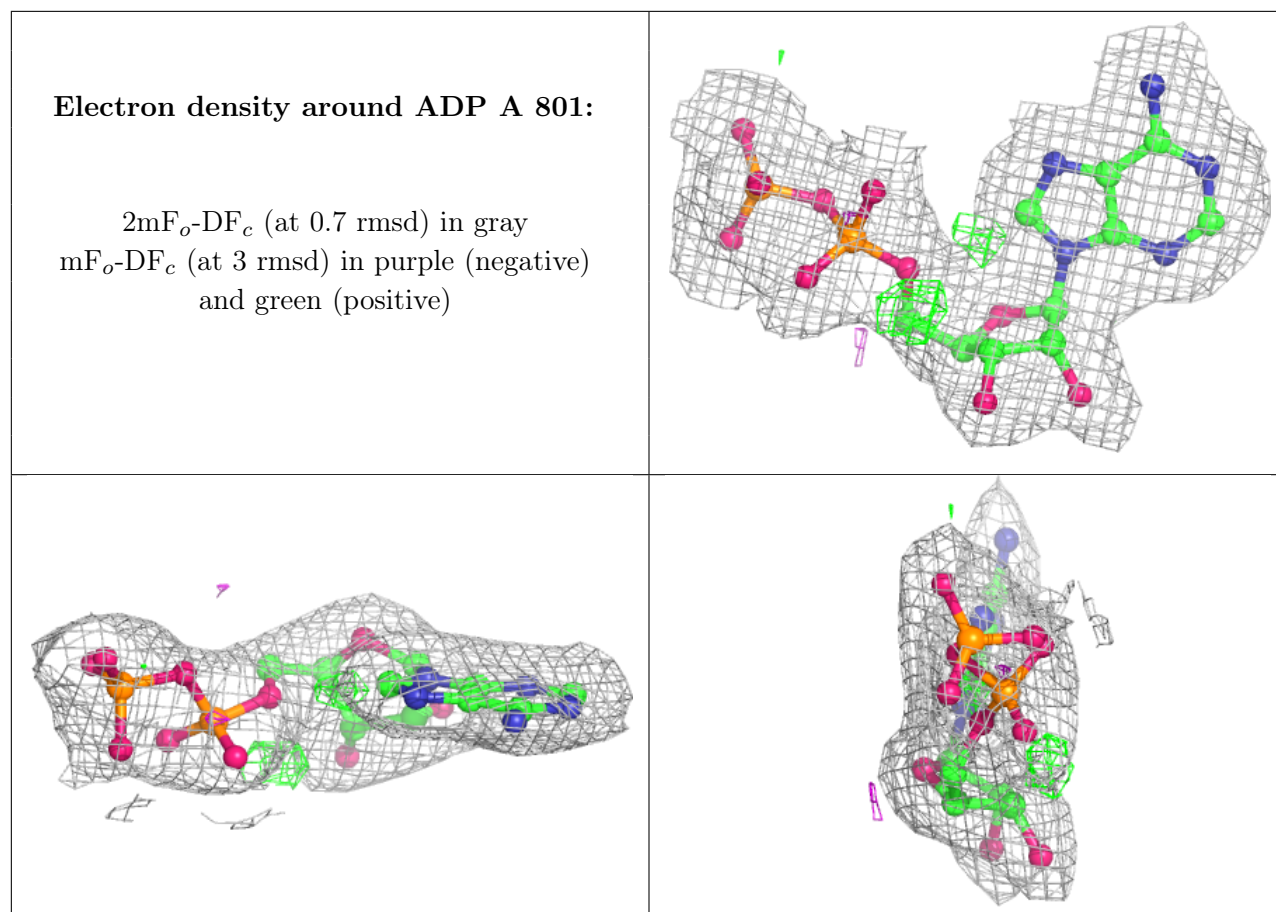 Electron density around ADP A 801:
2mFₒ-DF𝒸 (at 0.7 rmsd) in gray
mFₒ-DF𝒸 (at 3 rmsd) in purple (negative)
and green (positive)